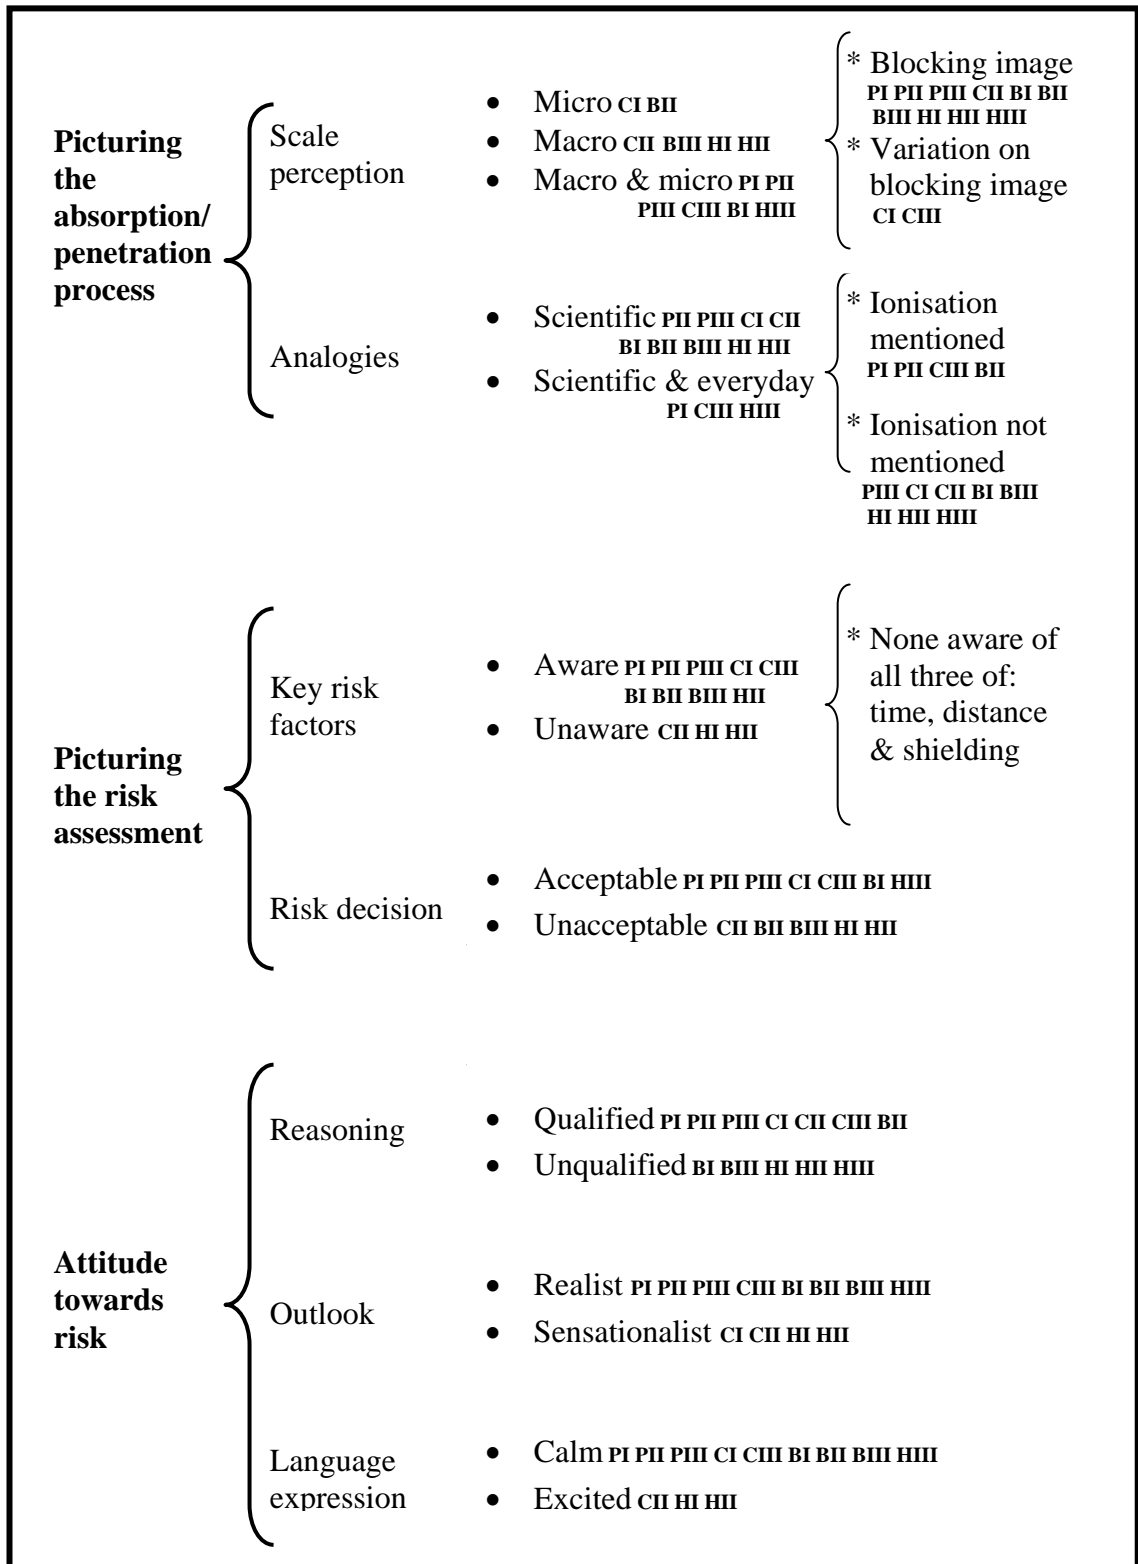 Picturing
the
absorption/
penetration
process
Scale
perception
• Micro CI BII
• Macro CII BIII HI HII
• Macro & micro PI PII
PIII CIII BI HIII
* Blocking image
PI PII PIII CII BI BII
BIII HI HII HIII
* Variation on
blocking image
CI CIII
Analogies
• Scientific PII PIII CI CII
BI BII BIII HI HII
• Scientific & everyday
PI CIII HIII
* Ionisation
mentioned
PI PII CIII BII
* Ionisation not
mentioned
PIII CI CII BI BIII
HI HII HIII
Picturing
the risk
assessment
Key risk
factors
• Aware PI PII PIII CI CIII
BI BII BIII HII
• Unaware CII HI HII
* None aware of
all three of:
time, distance
& shielding
Risk decision
• Acceptable PI PII PIII CI CIII BI HIII
• Unacceptable CII BII BIII HI HII
Attitude
towards
risk
Reasoning
• Qualified PI PII PIII CI CII CIII BII
• Unqualified BI BIII HI HII HIII
Outlook
• Realist PI PII PIII CIII BI BII BIII HIII
• Sensationalist CI CII HI HII
Language
expression
• Calm PI PII PIII CI CIII BI BII BIII HIII
• Excited CII HI HII